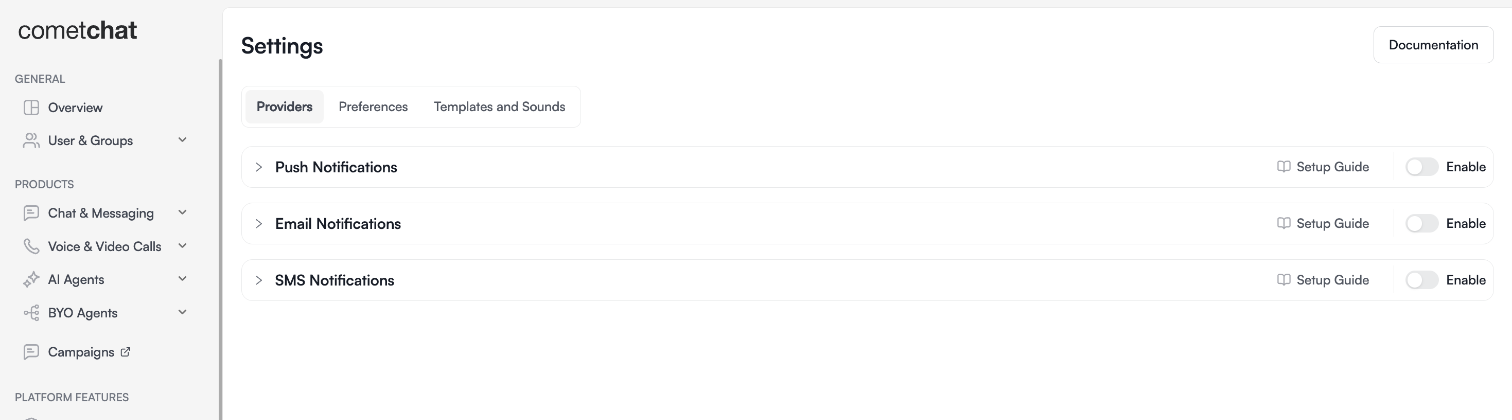 cometchat
GENERAL
Overview
User & Groups
PRODUCTS
Chat & Messaging
Voice & Video Calls
AI Agents
BYO Agents
Campaigns
PLATFORM FEATURES
Settings
Documentation
Providers Preferences Templates and Sounds
Push Notifications Setup Guide Enable
Email Notifications Setup Guide Enable
SMS Notifications Setup Guide Enable